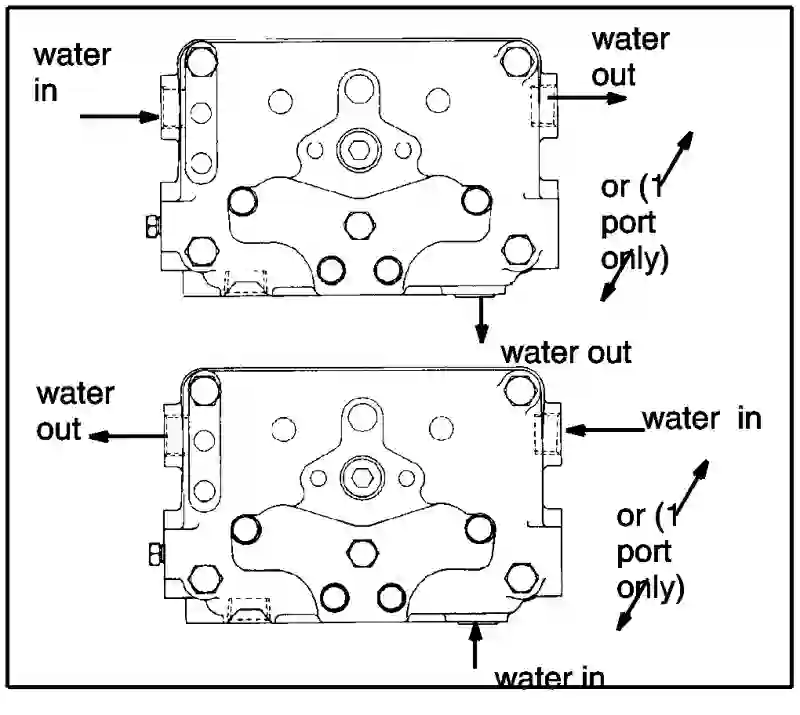 water
in
water
out
or (1
port
only)
water out
water
out
water in
or (1
port
only)
water in